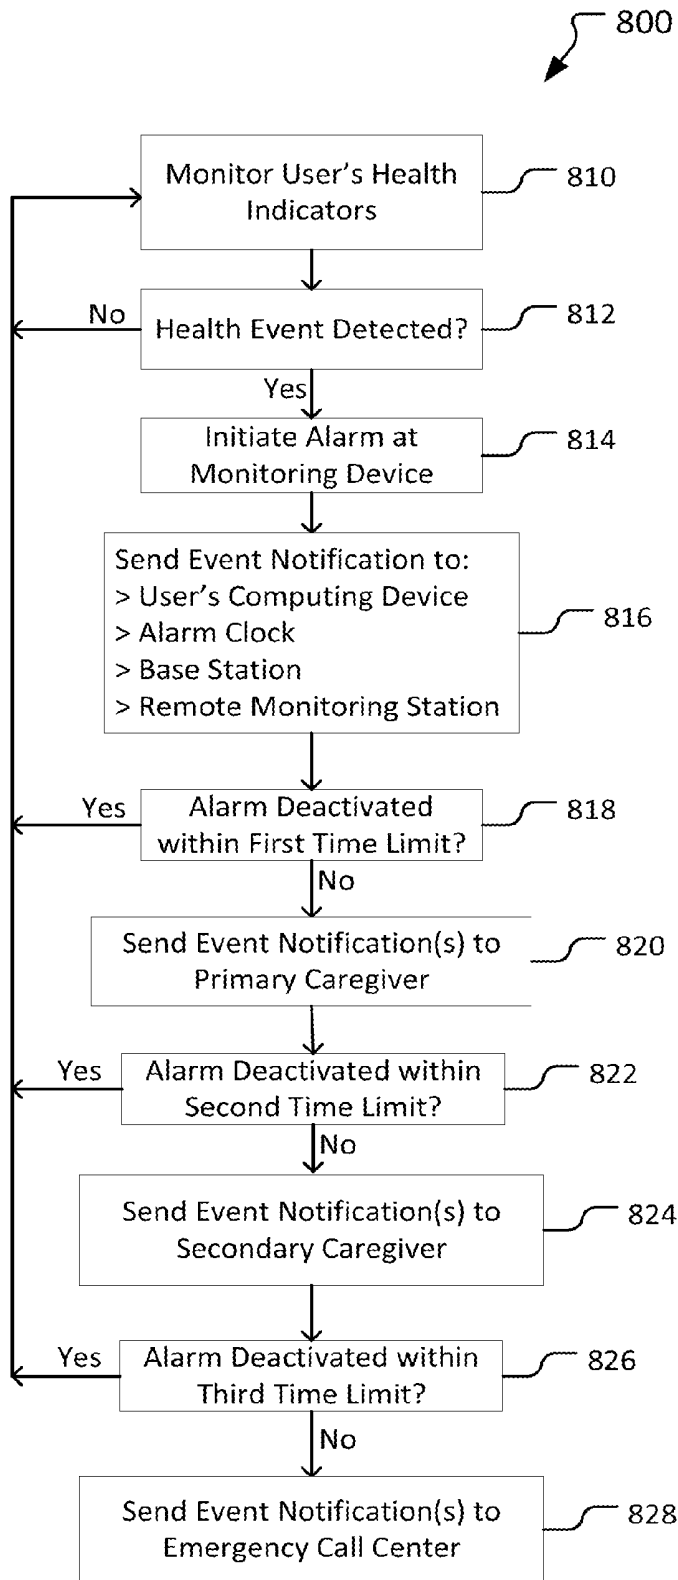 800
Monitor User's Health
Indicators
810
No
Health Event Detected?
812
Yes
Initiate Alarm at
Monitoring Device
814
Send Event Notification to:
> User's Computing Device
> Alarm Clock
> Base Station
> Remote Monitoring Station
816
Yes
Alarm Deactivated
within First Time Limit?
818
No
Send Event Notification(s) to
Primary Caregiver
820
Yes
Alarm Deactivated within
Second Time Limit?
822
No
Send Event Notification(s) to
Secondary Caregiver
824
Yes
Alarm Deactivated within
Third Time Limit?
826
No
Send Event Notification(s) to
Emergency Call Center
828